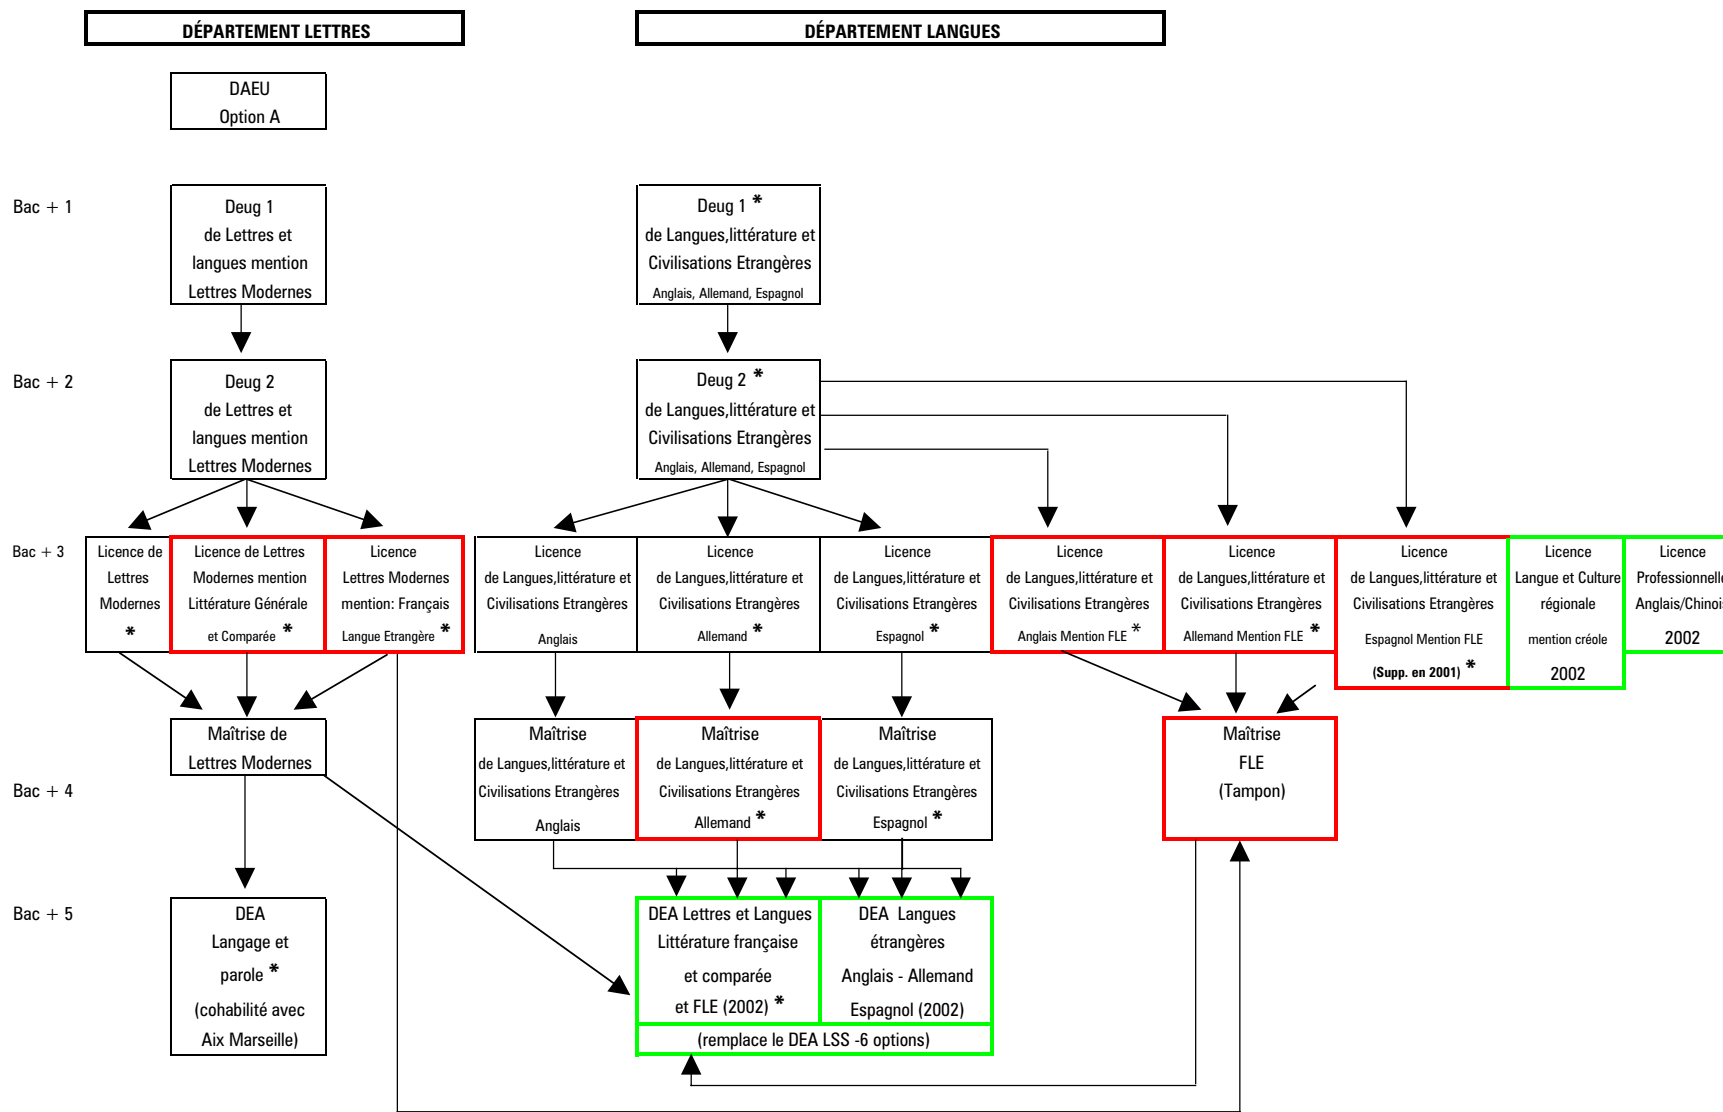 DÉPARTEMENT LETTRES
DÉPARTEMENT LANGUES
DAEU
Option A
Bac + 1
Deug 1
de Lettres et
langues mention
Lettres Modernes
Deug 1 *
de Langues,littérature et
Civilisations Etrangères
Anglais, Allemand, Espagnol
Bac + 2
Deug 2
de Lettres et
langues mention
Lettres Modernes
Deug 2 *
de Langues,littérature et
Civilisations Etrangères
Anglais, Allemand, Espagnol
Bac + 3
Licence de
Lettres
Modernes
*
Licence de Lettres
Modernes mention
Littérature Générale
et Comparée *
Licence
Lettres Modernes
mention: Français
Langue Etrangère *
Licence
de Langues,littérature et
Civilisations Etrangères
Anglais
Licence
de Langues,littérature et
Civilisations Etrangères
Allemand *
Licence
de Langues,littérature et
Civilisations Etrangères
Espagnol *
Licence
de Langues,littérature et
Civilisations Etrangères
Anglais Mention FLE *
Licence
de Langues,littérature et
Civilisations Etrangères
Allemand Mention FLE *
Licence
de Langues,littérature et
Civilisations Etrangères
Espagnol Mention FLE
(Supp. en 2001) *
Licence
Langue et Culture
régionale
mention créole
2002
Licence
Professionnelle
Anglais/Chinois
2002
Maîtrise de
Lettres Modernes
Bac + 4
Maîtrise
de Langues,littérature et
Civilisations Etrangères
Anglais
Maîtrise
de Langues,littérature et
Civilisations Etrangères
Allemand *
Maîtrise
de Langues,littérature et
Civilisations Etrangères
Espagnol *
Maîtrise
FLE
(Tampon)
Bac + 5
DEA
Langage et
parole *
(cohabilité avec
Aix Marseille)
DEA Lettres et Langues
Littérature française
et comparée
et FLE (2002) *
DEA Langues
étrangères
Anglais - Allemand
Espagnol (2002)
(remplace le DEA LSS -6 options)